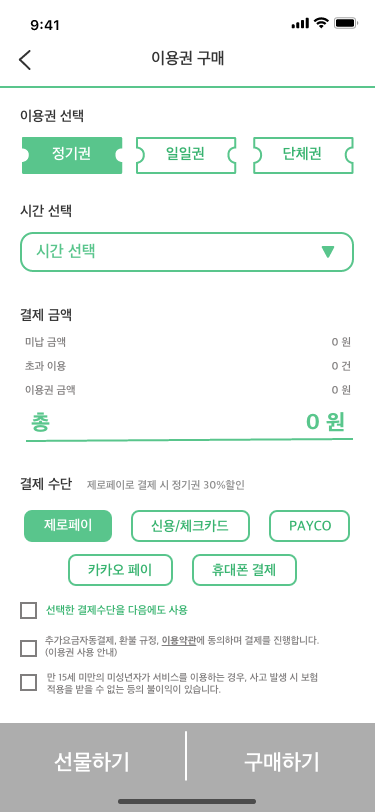 9:41
이용권 구매
이용권 선택
정기권 일일권 단체권
시간 선택
시간 선택
결제 금액
미납 금액 0 원
초과 이용 0 건
이용권 금액 0 원
총 0 원
결제 수단 제로페이로 결제 시 정기권 30%할인
제로페이 신용/체크카드 PAYCO
카카오 페이 휴대폰 결제
선택한 결제수단을 다음에도 사용
추가요금자동결제, 환불 규정, 이용약관에 동의하며 결제를 진행합니다.
(이용권 사용 안내)
만 15세 미만의 미성년자가 서비스를 이용하는 경우, 사고 발생 시 보험
적용을 받을 수 없는 등의 불이익이 있습니다.
선물하기 구매하기